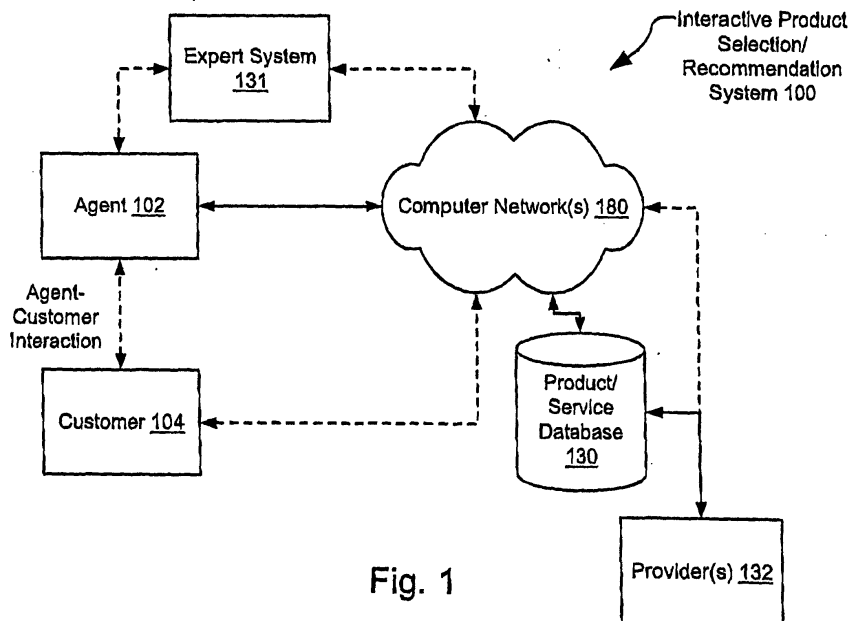 Interactive Product
Selection/
Recommendation
System 100
Expert System
131
Agent 102
Computer Network(s) 180
Agent-
Customer
Interaction
Customer 104
Product/
Service
Database
130
Provider(s) 132
Fig. 1